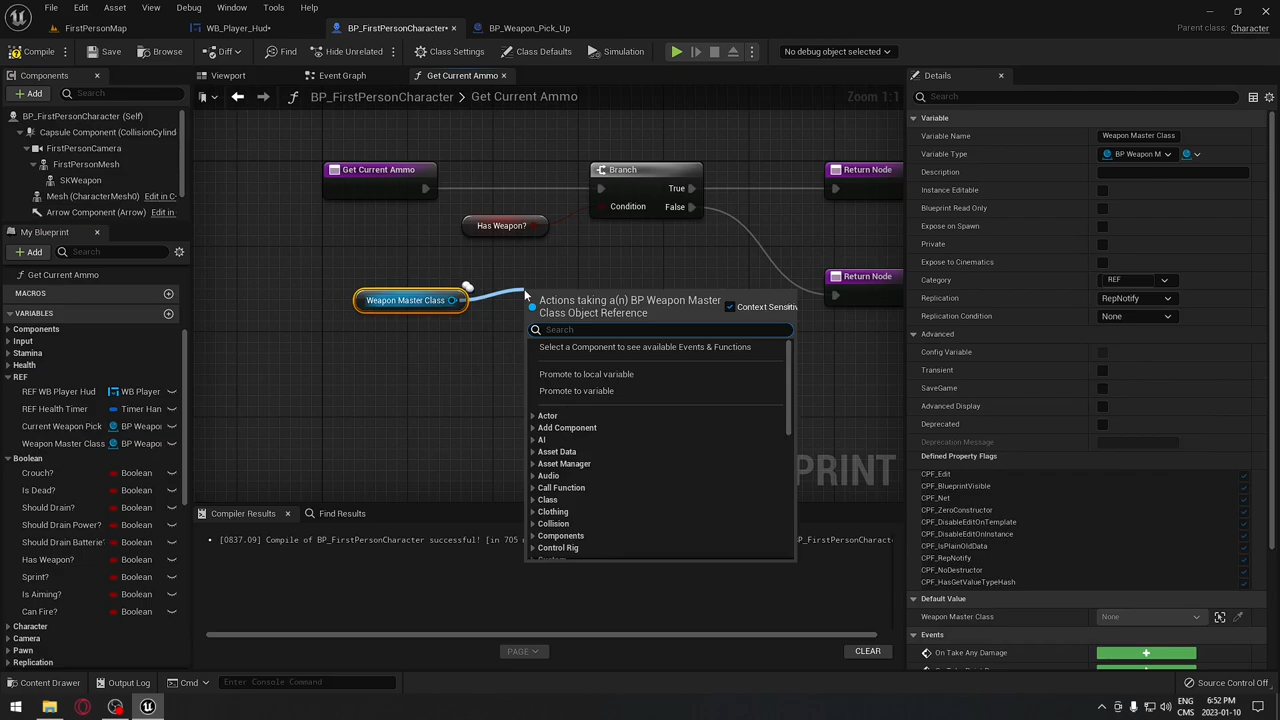 File Edit Asset View Debug Window Tools Help
Parent class: Character
FirstPersonMap
WB_Player_Hud•
BP_FirstPersonCharacter•
BP_Weapon_Pick_Up
Compile Save Browse Diff Find Hide Unrelated Class Settings Class Defaults Simulation No debug object selected
Components
Viewport Event Graph Get Current Ammo
Details
Add Search
BP_FirstPersonCharacter > Get Current Ammo
Zoom 1:1
Search
BP_FirstPersonCharacter (Self)
Capsule Component (CollisionCylind
FirstPersonCamera
FirstPersonMesh
SKWeapon
Mesh (CharacterMesh0) Edit in C
Arrow Component (Arrow) Edit in
My Blueprint
Add Search
Get Current Ammo
MACROS
VARIABLES
Components
Input
Stamina
Health
REF
REF WB Player Hud WB Player
REF Health Timer Timer Han
Current Weapon Pick BP Weapon
Weapon Master Class BP Weapon
Boolean
Crouch? Boolean
Is Dead? Boolean
Should Drain? Boolean
Should Drain Power? Boolean
Should Drain Batterie Boolean
Has Weapon? Boolean
Sprint? Boolean
Is Aiming? Boolean
Can Fire? Boolean
Character
Camera
Pawn
Replication
Get Current Ammo
Branch
Condition
True
False
Return Node
Has Weapon?
Weapon Master Class
Return Node
Actions taking a(n) BP Weapon Master
Class Object Reference
Context Sensitiv
Search
Select a Component to see available Events & Functions
Promote to local variable
Promote to variable
Actor
Add Component
AI
Asset Data
Asset Manager
Audio
Call Function
Class
Clothing
Collision
Components
Control Rig
PRINT
Compiler Results Find Results
[0837.09] Compile of BP_FirstPersonCharacter successful! [in 705
BP_FirstPersonCharacte
PAGE
CLEAR
Variable
Variable Name Weapon Master Class
Variable Type BP Weapon M
Description
Instance Editable
Blueprint Read Only
Expose on Spawn
Private
Expose to Cinematics
Category REF
Replication RepNotify
Replication Condition None
Advanced
Config Variable
Transient
SaveGame
Advanced Display
Deprecated
Deprecation Message
Defined Property Flags
CPF_Edit
CPF_BlueprintVisible
CPF_Net
CPF_ZeroConstructor
CPF_DisableEditOnTemplate
CPF_DisableEditOnInstance
CPF_IsPlainOldData
CPF_RepNotify
CPF_NoDestructor
CPF_HasGetValueTypeHash
Default Value
Weapon Master Class None
Events
On Take Any Damage
Content Drawer Output Log Cmd Enter Console Command
Source Control Off
ENG
CMS
6:52 PM
2023-01-10